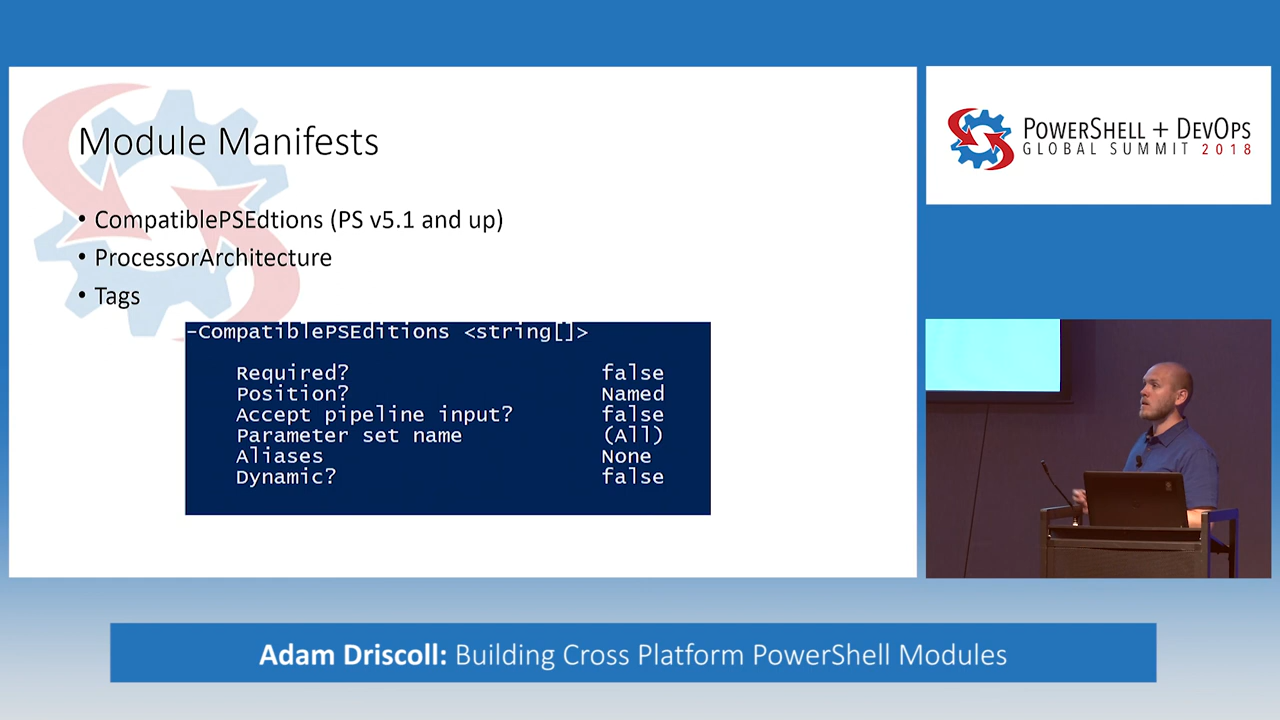 Module Manifests
• CompatiblePSEdtions (PS v5.1 and up)
• ProcessorArchitecture
• Tags
-CompatiblePSEditions <string[]>
Required? false
Position? Named
Accept pipeline input? false
Parameter set name (All)
Aliases None
Dynamic? false
POWERSHELL + DEVOPS
GLOBAL SUMMIT 2018
Adam Driscoll: Building Cross Platform PowerShell Modules